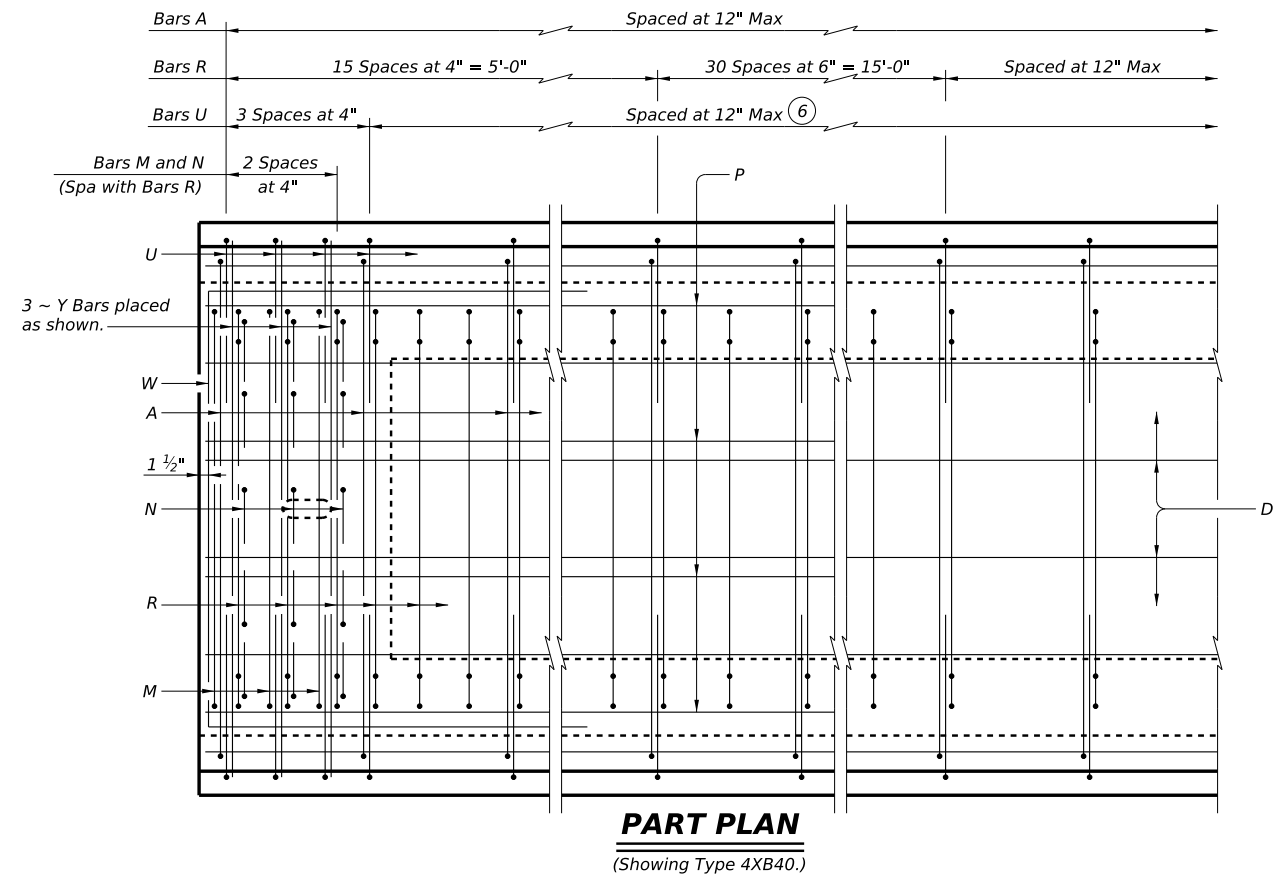 Bars A
Spaced at 12" Max
Bars R
15 Spaces at 4" = 5'-0"
30 Spaces at 6" = 15'-0"
Spaced at 12" Max
Bars U
3 Spaces at 4"
Spaced at 12" Max
6
Bars M and N
2 Spaces
(Spa with Bars R)
at 4"
P
U
3 ~ Y Bars placed
as shown.
W
A
1 ½"
N
D
R
M
PART PLAN
(Showing Type 4XB40.)